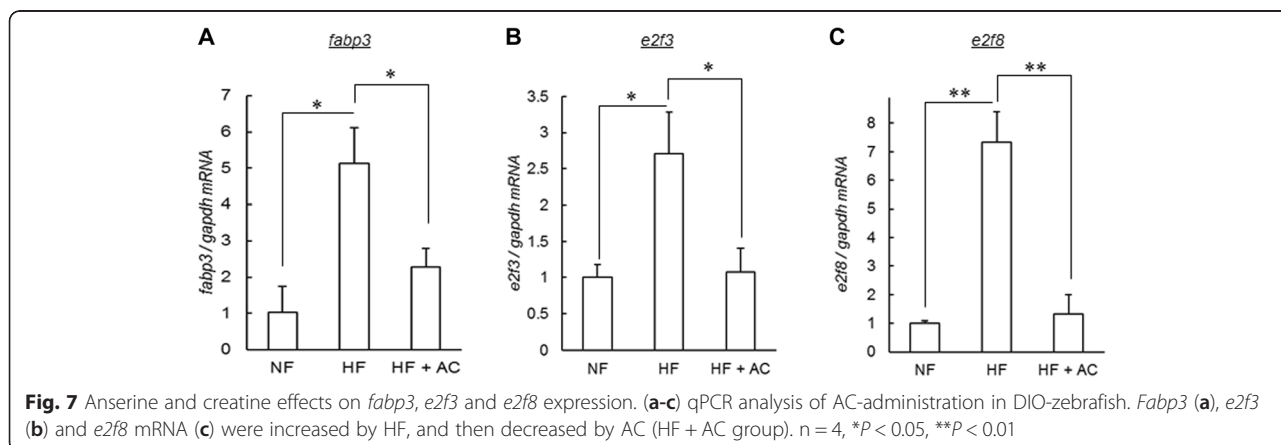 A
fabp3
B
e2f3
C
e2f8
*
*
*
*
**
**
fabp3 / gapdh mRNA
6
5
4
3
2
1
0
NF
HF
HF + AC
e2f3 / gapdh mRNA
3.5
3
2.5
2
1.5
1
0.5
0
NF
HF
HF + AC
e2f8 / gapdh mRNA
8
7
6
5
4
3
2
1
0
NF
HF
HF + AC
Fig. 7 Anserine and creatine effects on fabp3, e2f3 and e2f8 expression. (a-c) qPCR analysis of AC-administration in DIO-zebrafish. Fabp3 (a), e2f3
(b) and e2f8 mRNA (c) were increased by HF, and then decreased by AC (HF + AC group). n = 4, *P < 0.05, **P < 0.01